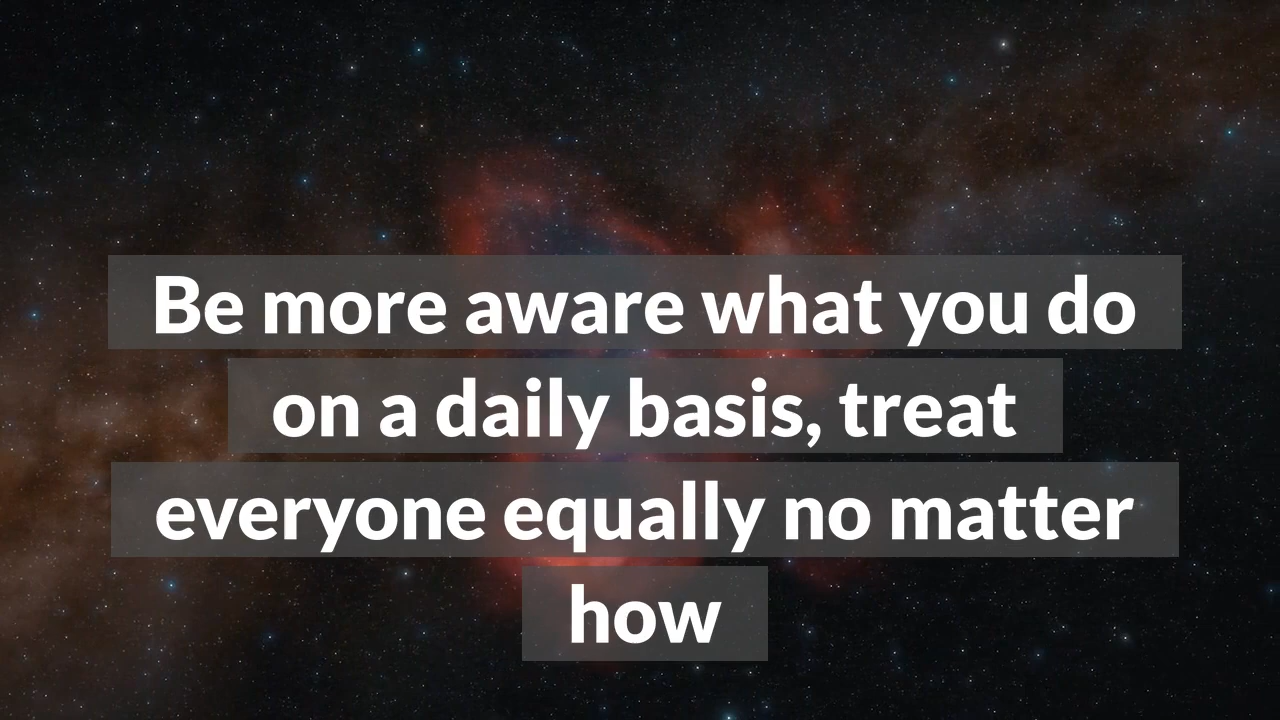 Be more aware what you do
on a daily basis, treat
everyone equally no matter
how